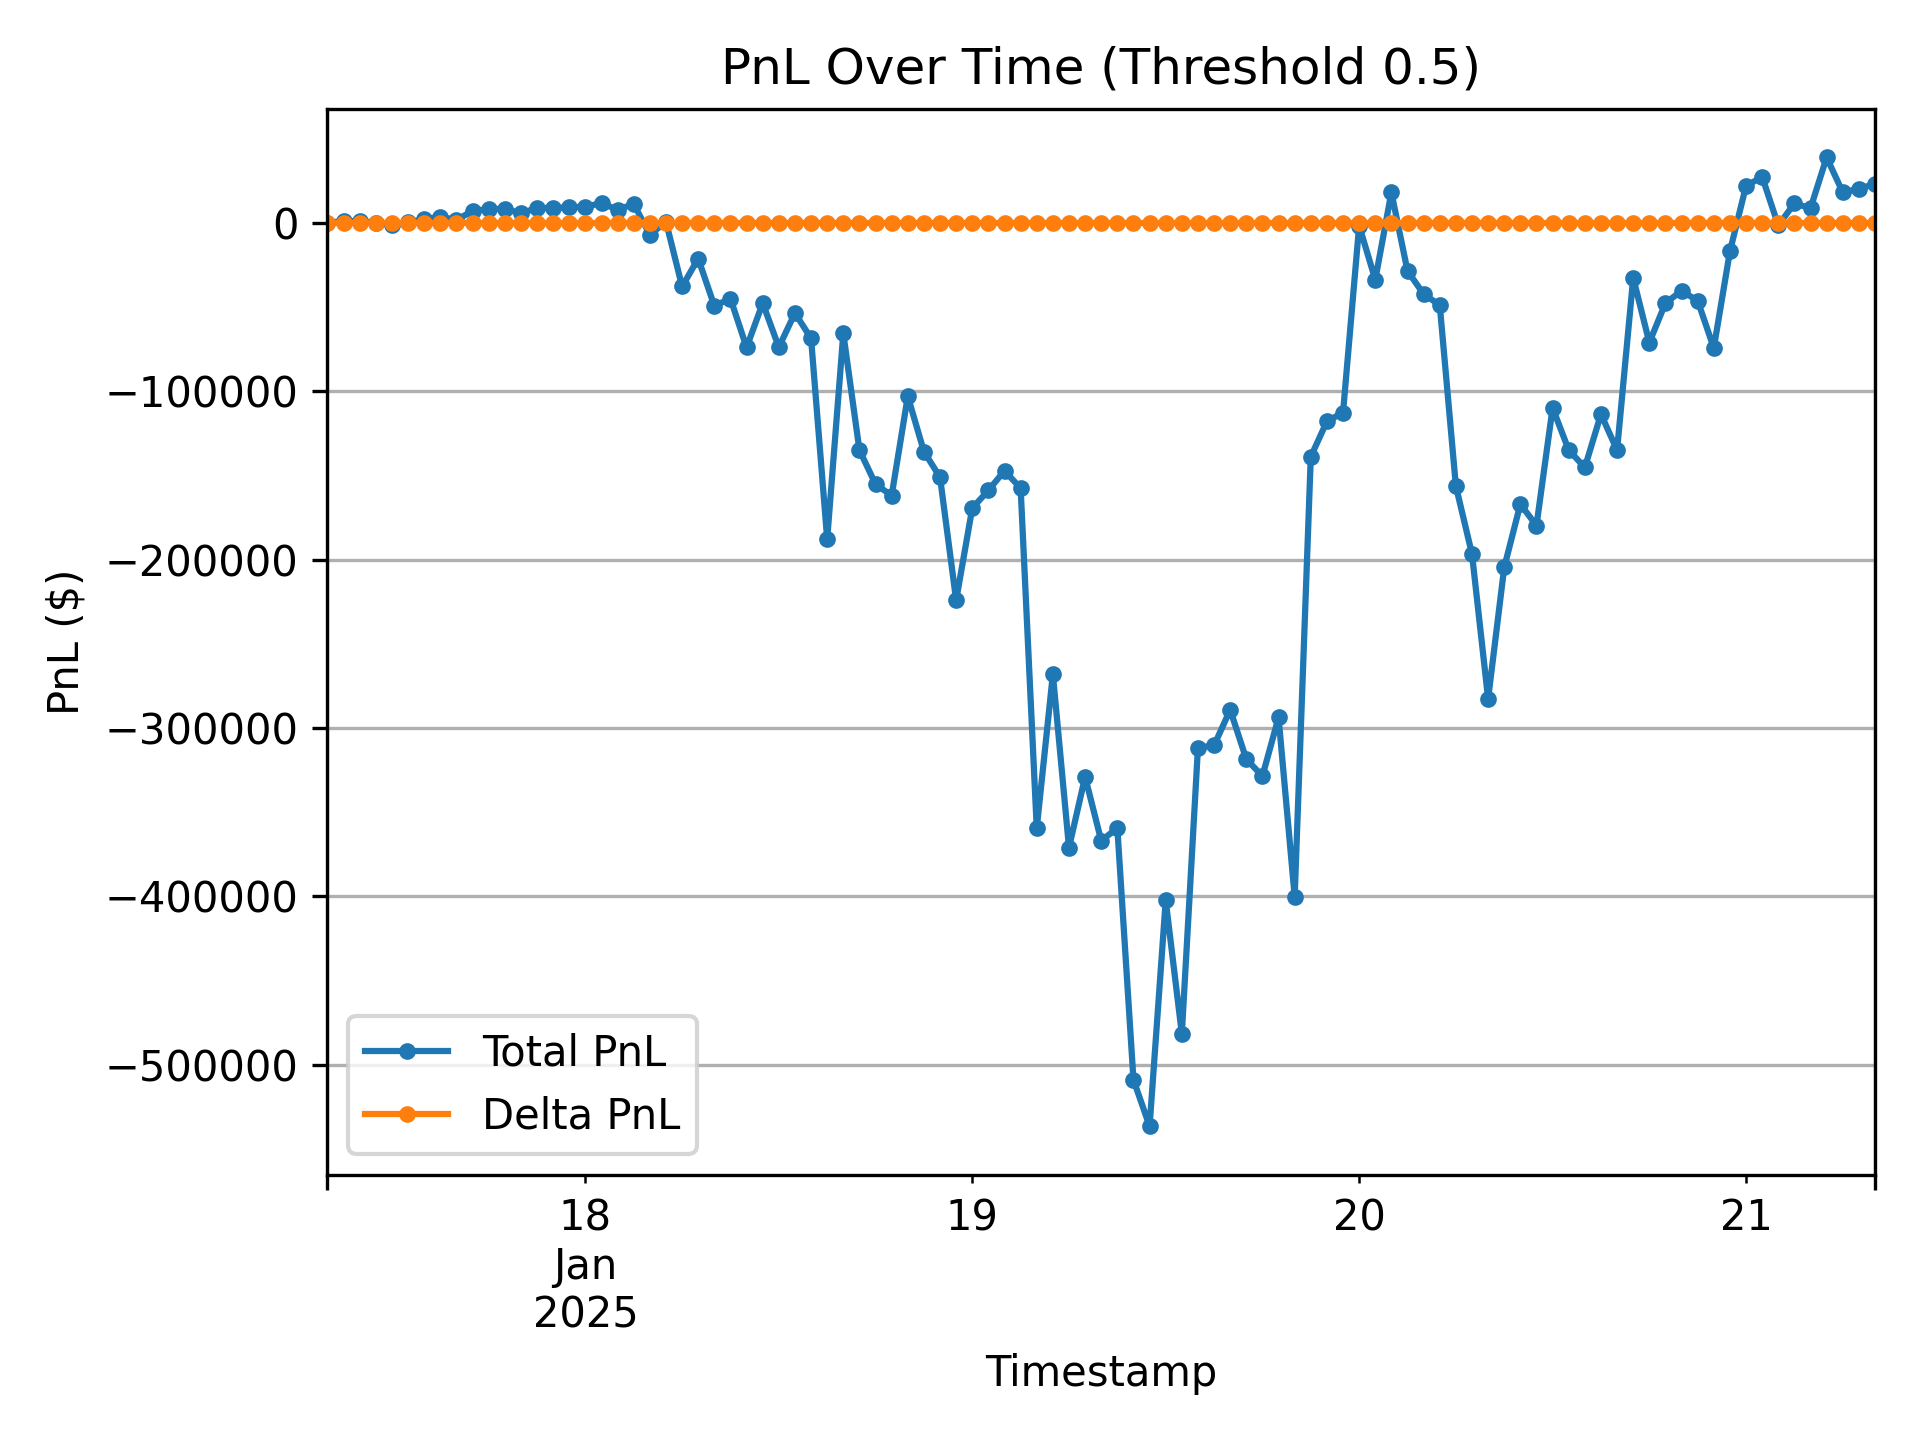 PnL Over Time (Threshold 0.5)
PnL ($)
0
−100000
−200000
−300000
−400000
−500000
Total PnL
Delta PnL
18 19 20 21
Jan
2025
Timestamp